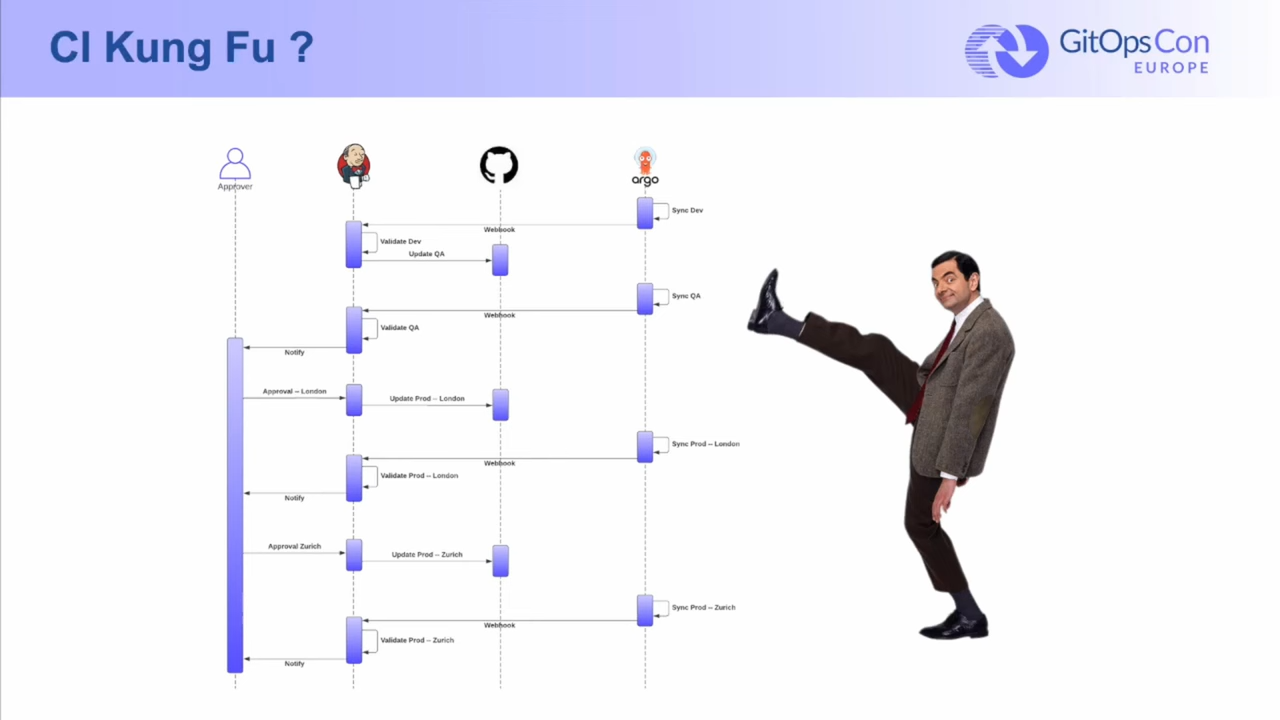 CI Kung Fu ?
GitOpsCon
EUROPE
Approver
argo
Sync Dev
Webhook
Validate Dev
Update QA
Sync QA
Webhook
Validate QA
Notify
Approval -- London
Update Prod -- London
Sync Prod -- London
Webhook
Validate Prod -- London
Notify
Approval Zurich
Update Prod -- Zurich
Sync Prod -- Zurich
Webhook
Validate Prod -- Zurich
Notify